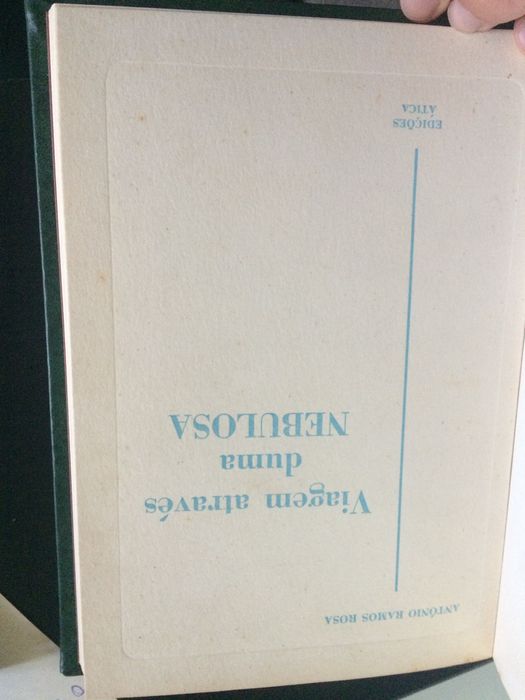 ANTÓNIO RAMOS ROSA
Viagem através
duma
NEBULOSA
EDIÇÕES
ÁTICA